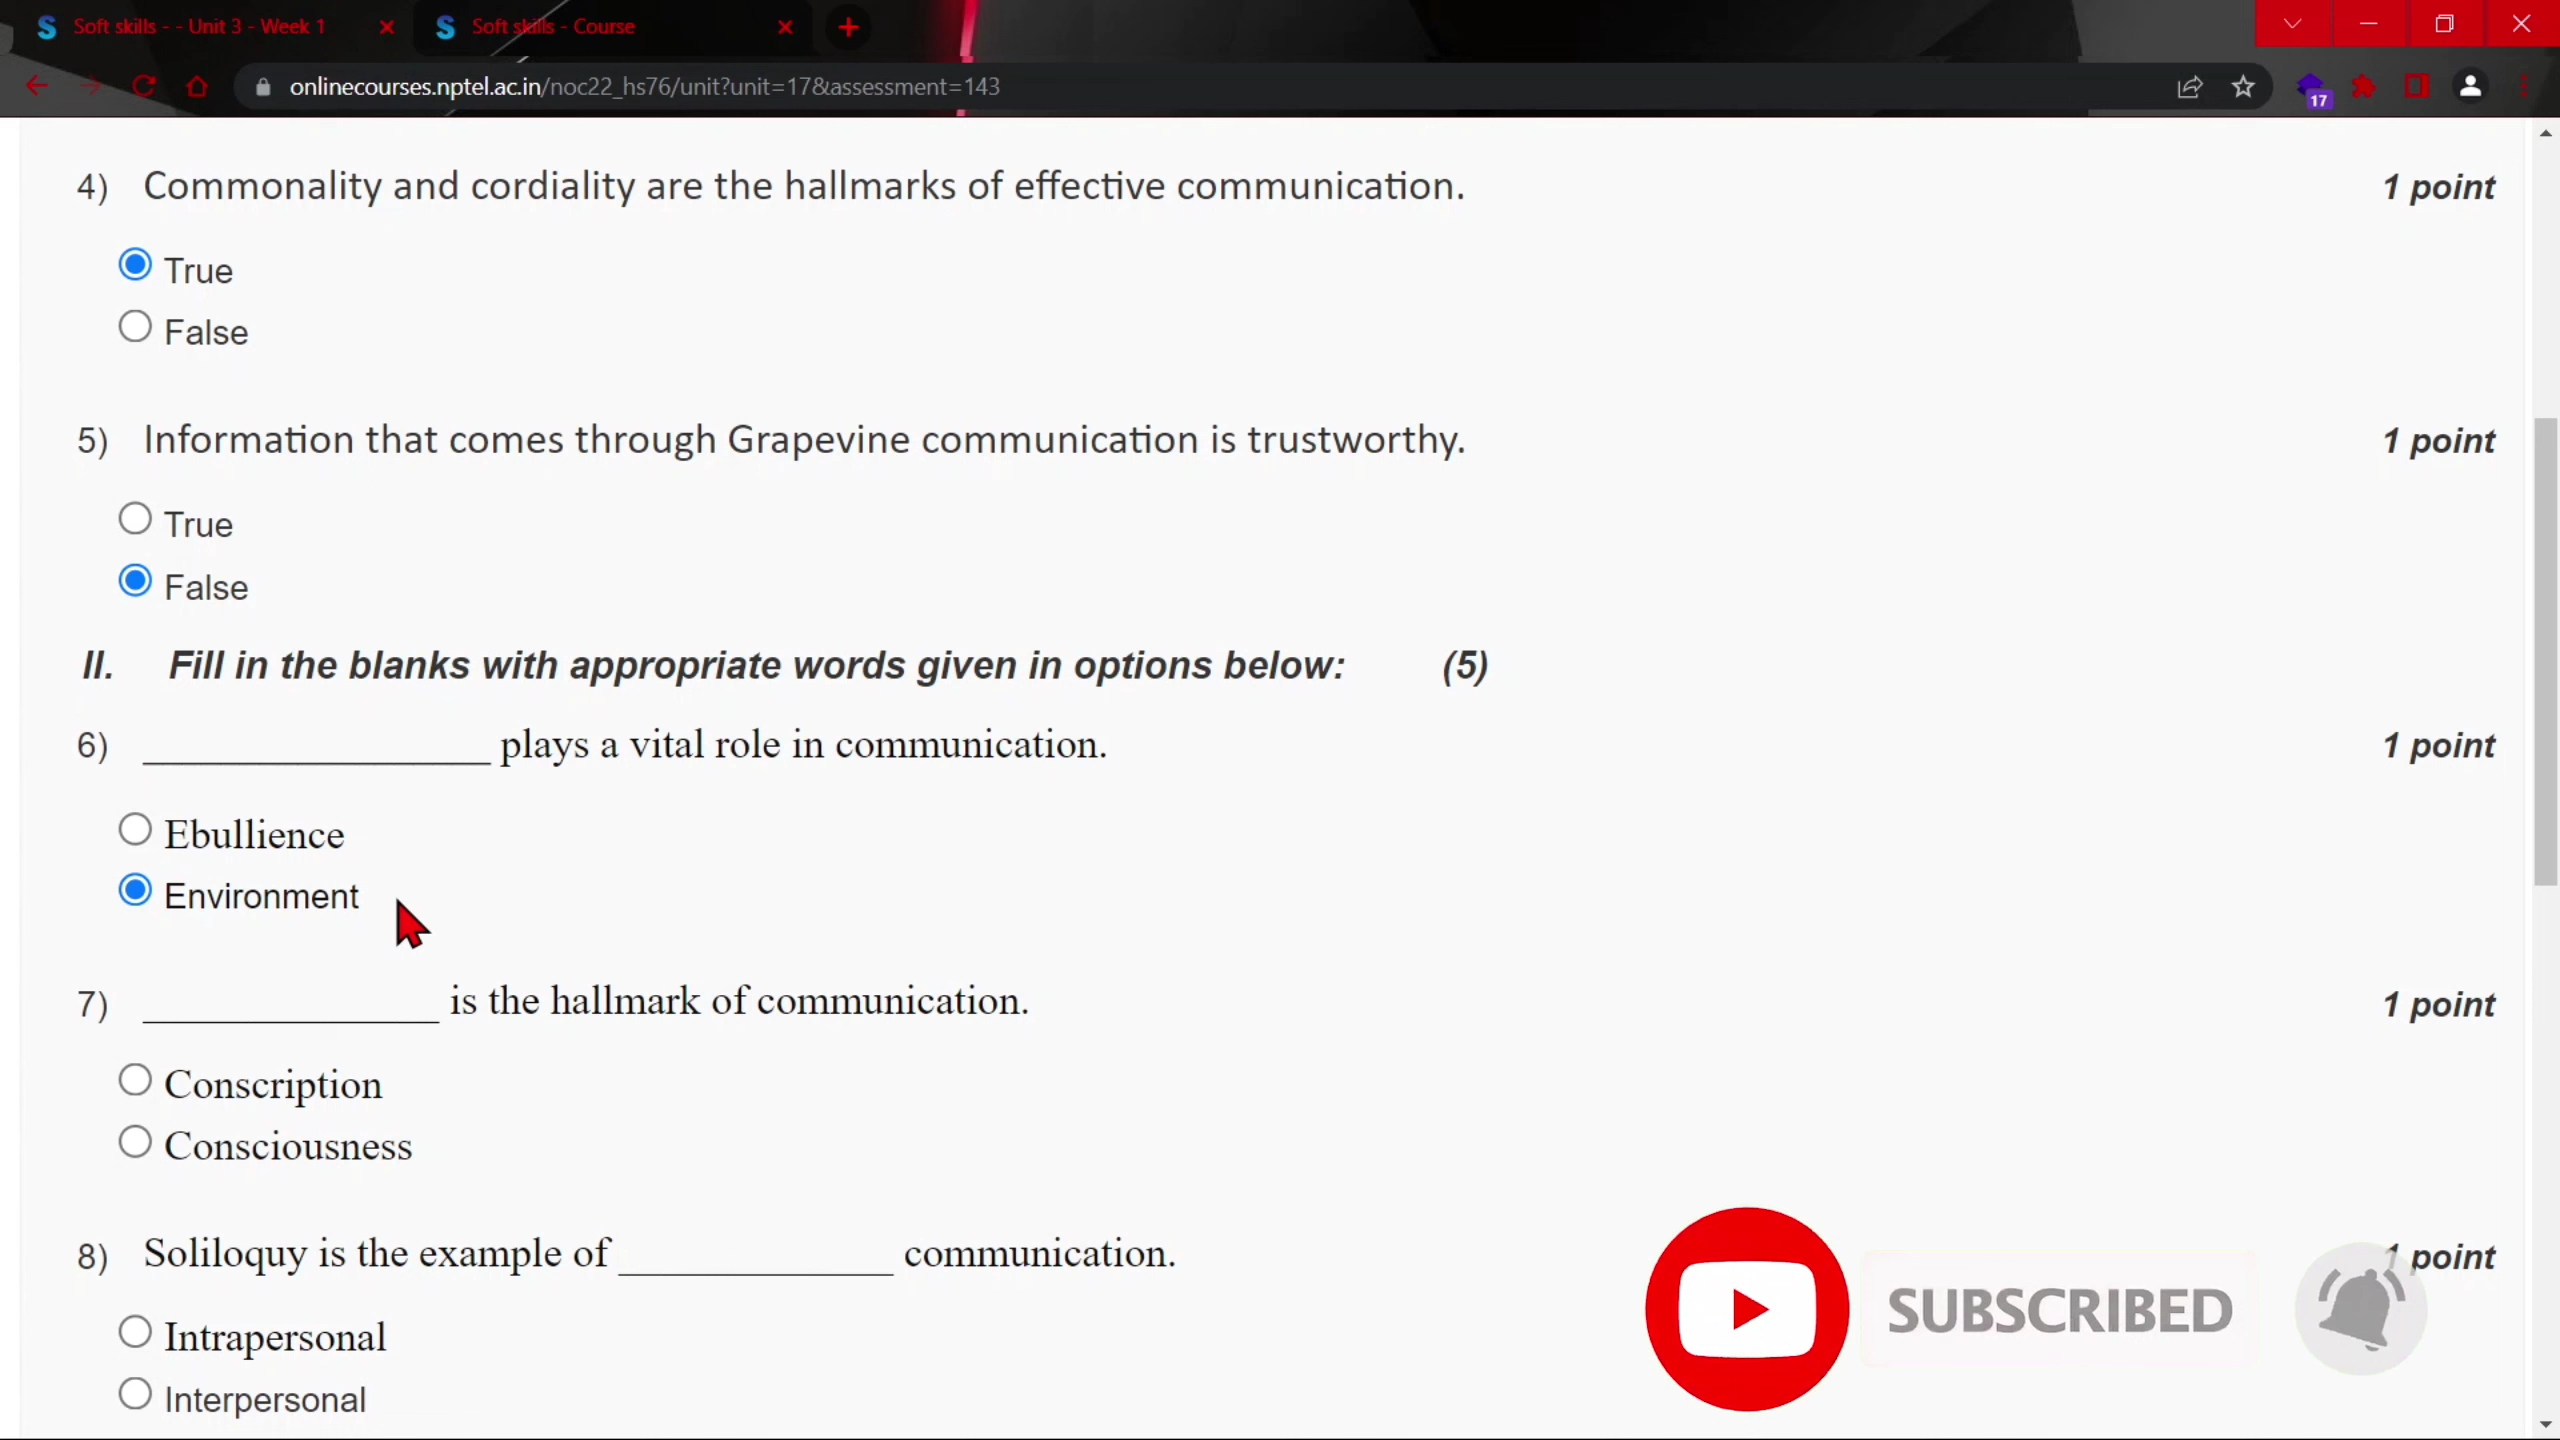 Soft skills - - Unit 3 - Week 1
Soft skills - Course
onlinecourses.nptel.ac.in/noc22_hs76/unit?unit=17&assessment=143
17
4) Commonality and cordiality are the hallmarks of effective communication. 1 point
True
False
5) Information that comes through Grapevine communication is trustworthy. 1 point
True
False
II. Fill in the blanks with appropriate words given in options below: (5)
6) _________________ plays a vital role in communication. 1 point
Ebullience
Environment
7) ______________ is the hallmark of communication. 1 point
Conscription
Consciousness
8) Soliloquy is the example of _____________ communication. 1 point
Intrapersonal
Interpersonal
SUBSCRIBED